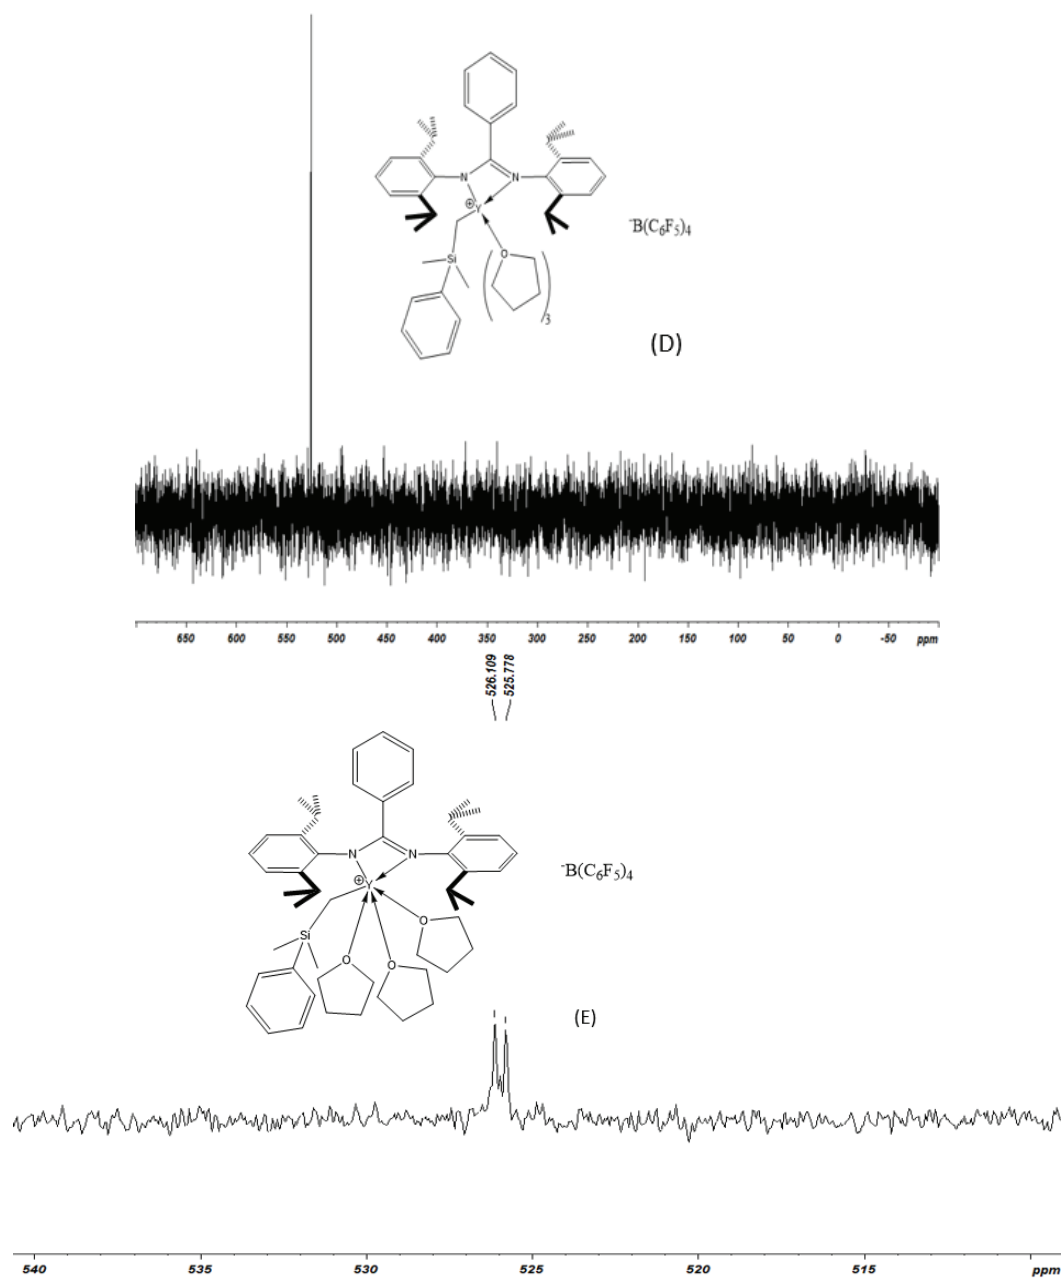 N N
⊕Y
⁻B(C₆F₅)₄
Si O
3
(D)
650 600 550 500 450 400 350 300 250 200 150 100 50 0 -50 ppm
526.109
525.778
N N
⊕Y
⁻B(C₆F₅)₄
O
Si
O O
(E)
540 535 530 525 520 515 ppm